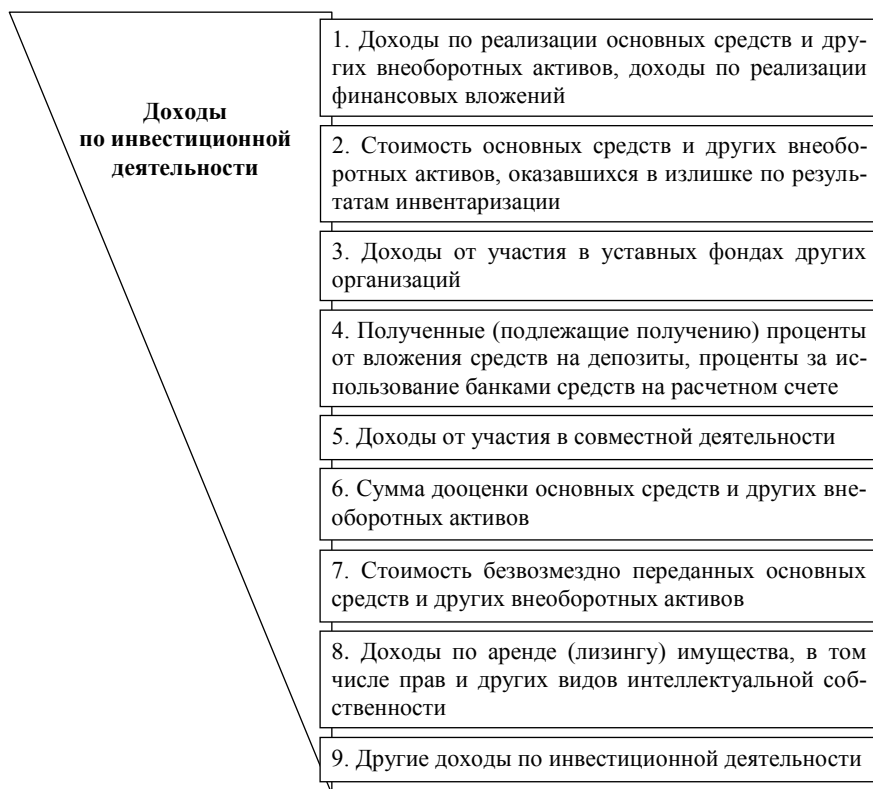 Доходы
по инвестиционной
деятельности
1. Доходы по реализации основных средств и дру-
гих внеоборотных активов, доходы по реализации
финансовых вложений
2. Стоимость основных средств и других внеобо-
ротных активов, оказавшихся в излишке по резуль-
татам инвентаризации
3. Доходы от участия в уставных фондах других
организаций
4. Полученные (подлежащие получению) проценты
от вложения средств на депозиты, проценты за ис-
пользование банками средств на расчетном счете
5. Доходы от участия в совместной деятельности
6. Сумма дооценки основных средств и других вне-
оборотных активов
7. Стоимость безвозмездно переданных основных
средств и других внеоборотных активов
8. Доходы по аренде (лизингу) имущества, в том
числе прав и других видов интеллектуальной соб-
ственности
9. Другие доходы по инвестиционной деятельности